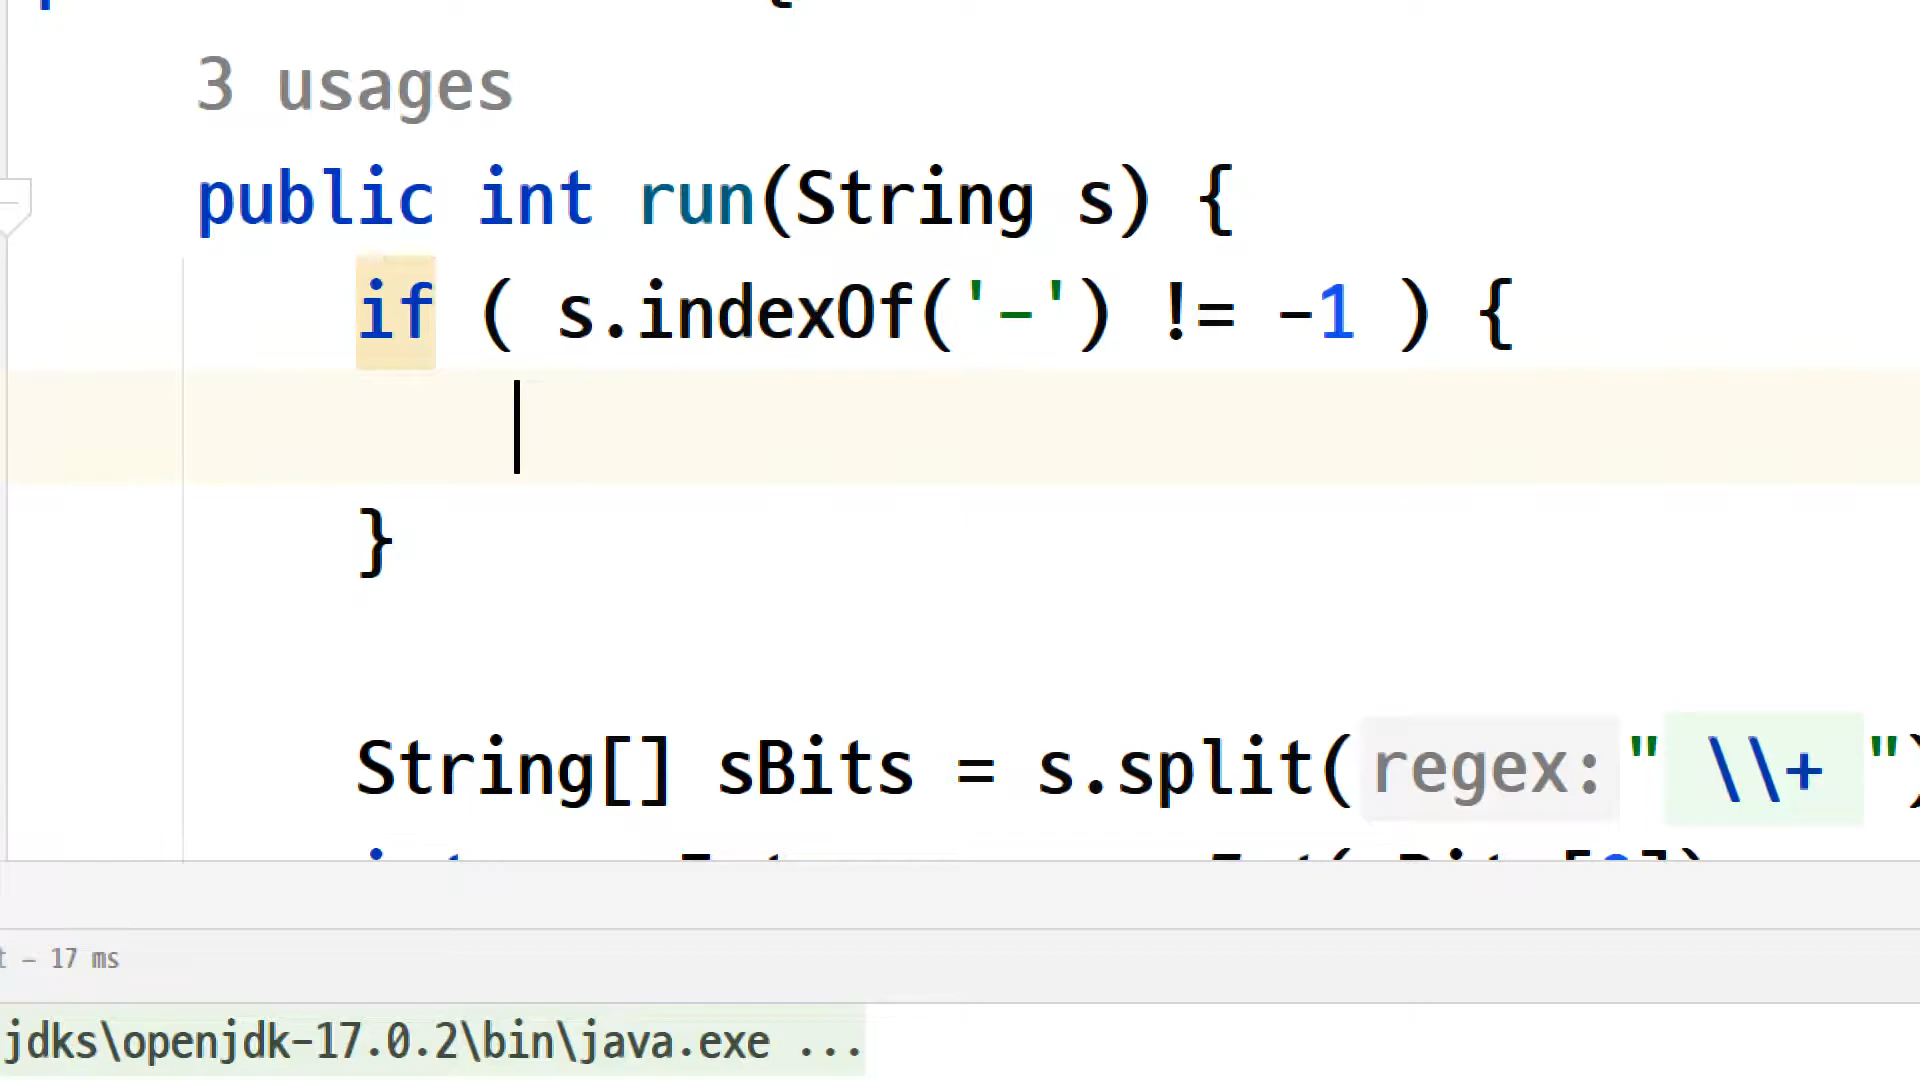 {
3 usages
public int run(String s) {
if ( s.indexOf('-') != -1 ) {
}
String[] sBits = s.split( regex: " \\+ ")
t - 17 ms
jdks\openjdk-17.0.2\bin\java.exe ...